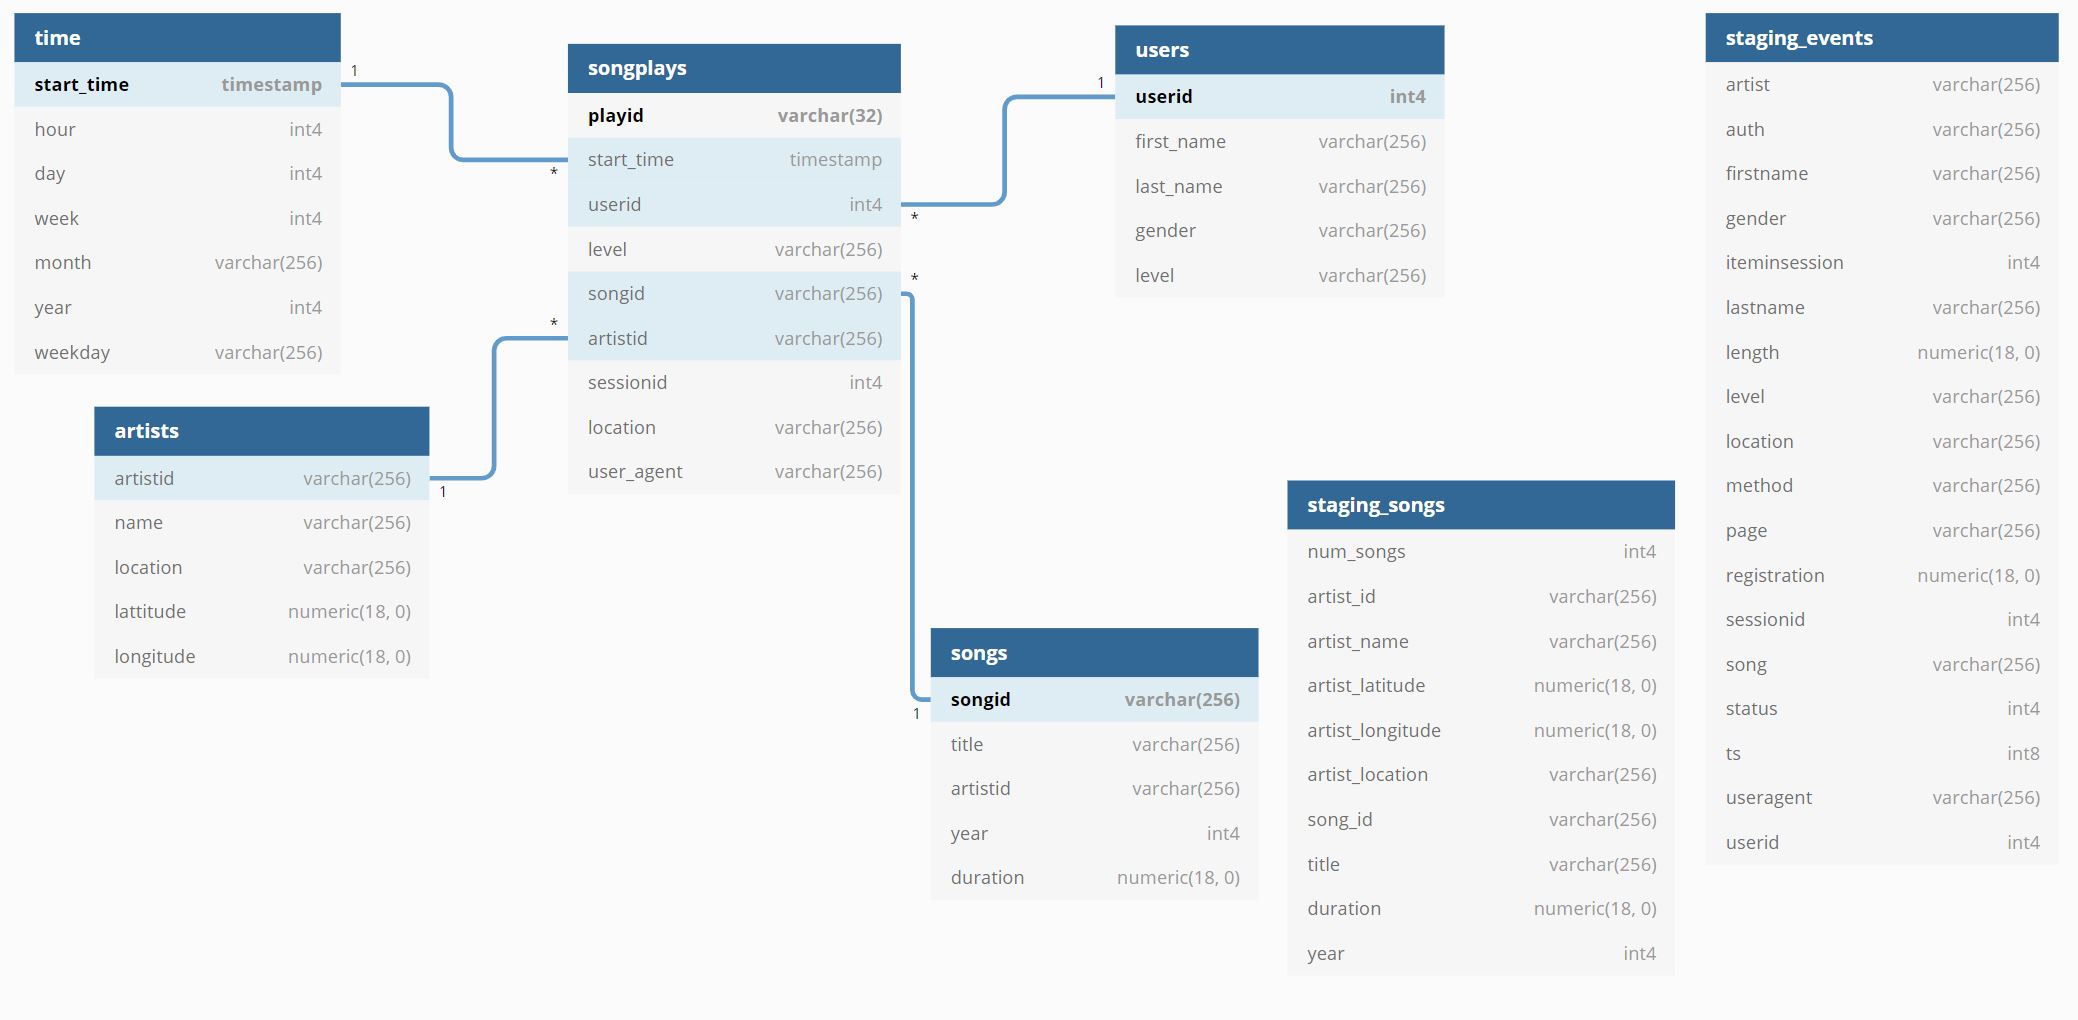 time
start_time timestamp
hour int4
day int4
week int4
month varchar(256)
year int4
weekday varchar(256)
1
*
songplays
playid varchar(32)
start_time timestamp
userid int4
level varchar(256)
songid varchar(256)
artistid varchar(256)
sessionid int4
location varchar(256)
user_agent varchar(256)
*
1
users
userid int4
first_name varchar(256)
last_name varchar(256)
gender varchar(256)
level varchar(256)
*
*
1
artists
artistid varchar(256)
name varchar(256)
location varchar(256)
lattitude numeric(18, 0)
longitude numeric(18, 0)
1
songs
songid varchar(256)
title varchar(256)
artistid varchar(256)
year int4
duration numeric(18, 0)
staging_songs
num_songs int4
artist_id varchar(256)
artist_name varchar(256)
artist_latitude numeric(18, 0)
artist_longitude numeric(18, 0)
artist_location varchar(256)
song_id varchar(256)
title varchar(256)
duration numeric(18, 0)
year int4
staging_events
artist varchar(256)
auth varchar(256)
firstname varchar(256)
gender varchar(256)
iteminsession int4
lastname varchar(256)
length numeric(18, 0)
level varchar(256)
location varchar(256)
method varchar(256)
page varchar(256)
registration numeric(18, 0)
sessionid int4
song varchar(256)
status int4
ts int8
useragent varchar(256)
userid int4